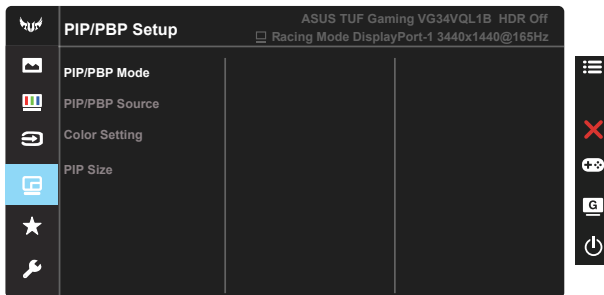 PIP/PBP Setup
ASUS TUF Gaming VG34VQL1B HDR Off
Racing Mode DisplayPort-1 3440x1440@165Hz
PIP/PBP Mode
PIP/PBP Source
Color Setting
PIP Size
G